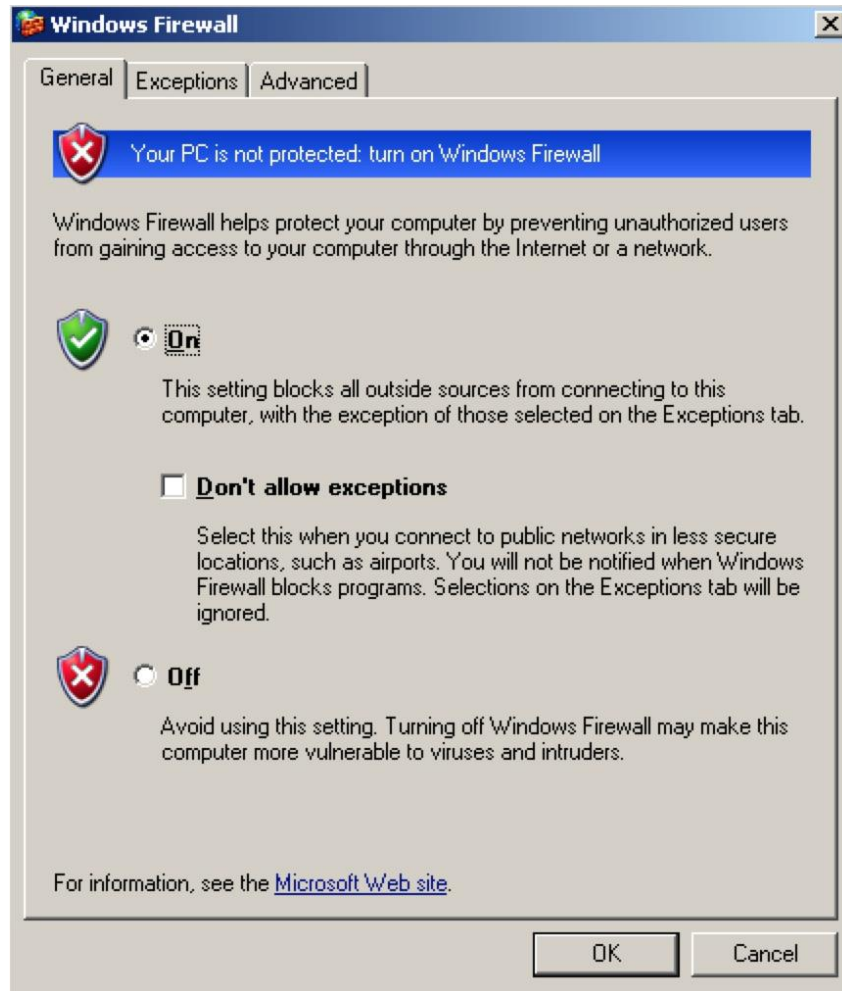 Windows Firewall
General
Exceptions
Advanced
Your PC is not protected: turn on Windows Firewall
Windows Firewall helps protect your computer by preventing unauthorized users
from gaining access to your computer through the Internet or a network.
On
This setting blocks all outside sources from connecting to this
computer, with the exception of those selected on the Exceptions tab.
Don't allow exceptions
Select this when you connect to public networks in less secure
locations, such as airports. You will not be notified when Windows
Firewall blocks programs. Selections on the Exceptions tab will be
ignored.
Off
Avoid using this setting. Turning off Windows Firewall may make this
computer more vulnerable to viruses and intruders.
For information, see the Microsoft Web site.
OK
Cancel